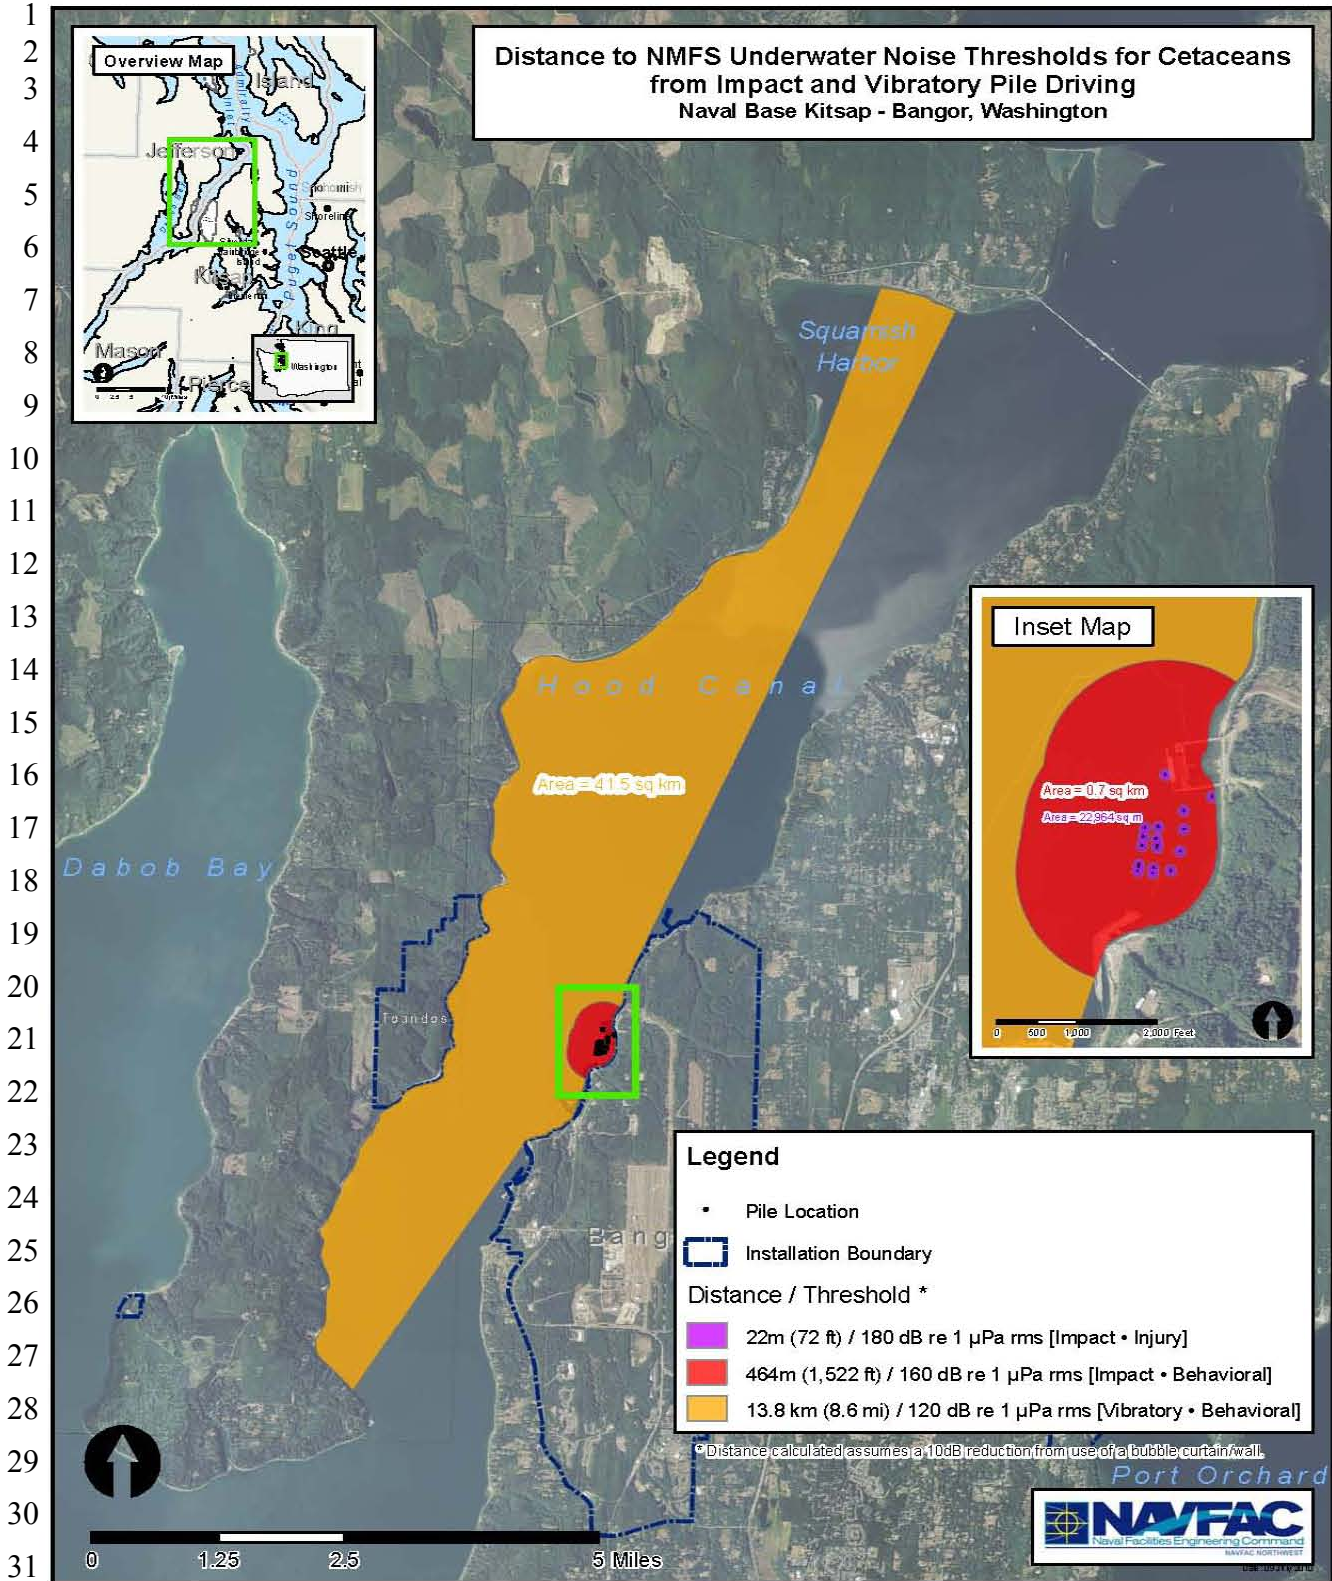 1
2
3
4
5
6
7
8
9
10
11
12
13
14
15
16
17
18
19
20
21
22
23
24
25
26
27
28
29
30
31
Overview Map
Island
Admiralty Inlet
Jefferson
Snohomish
Shoreline
Puget Sound
Seattle
Kitsap
King
Mason
Pierce
Washington
0 2.5 5 10 Miles
Distance to NMFS Underwater Noise Thresholds for Cetaceans
from Impact and Vibratory Pile Driving
Naval Base Kitsap - Bangor, Washington
Squamish
Harbor
Hood Canal
Area = 41.5 sq km
Dabob Bay
Toandos
Bang
Inset Map
Area = 0.7 sq km
Area = 22,964 sq m
0 500 1,000 2,000 Feet
Legend
Pile Location
Installation Boundary
Distance / Threshold *
22m (72 ft) / 180 dB re 1 µPa rms [Impact • Injury]
464m (1,522 ft) / 160 dB re 1 µPa rms [Impact • Behavioral]
13.8 km (8.6 mi) / 120 dB re 1 µPa rms [Vibratory • Behavioral]
* Distance calculated assumes a 10dB reduction from use of a bubble curtain/wall.
Port Orchard
NAVFAC
Naval Facilities Engineering Command
NAVFAC NORTHWEST
0 1.25 2.5 5 Miles